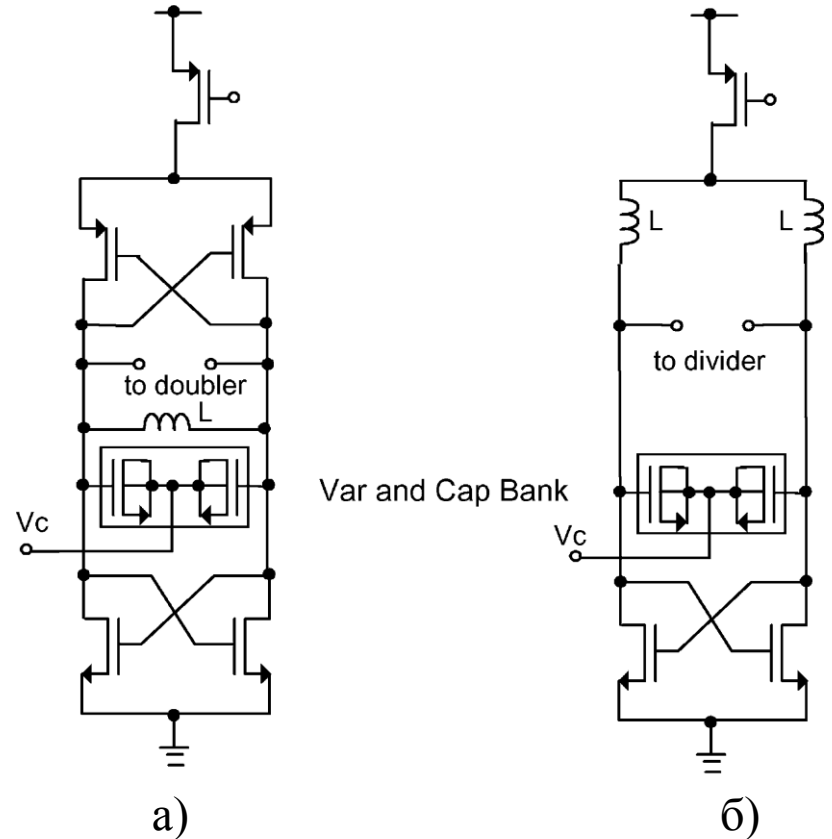 L
L
to doubler
L
to divider
Var and Cap Bank
Vc
Vc
а)
б)